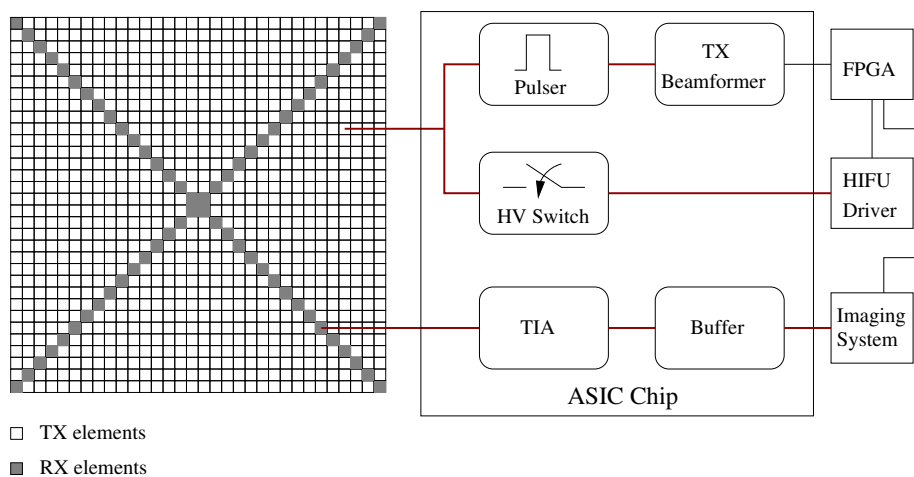 Pulser
TX
Beamformer
FPGA
HV Switch
HIFU
Driver
TIA
Buffer
Imaging
System
ASIC Chip
TX elements
RX elements